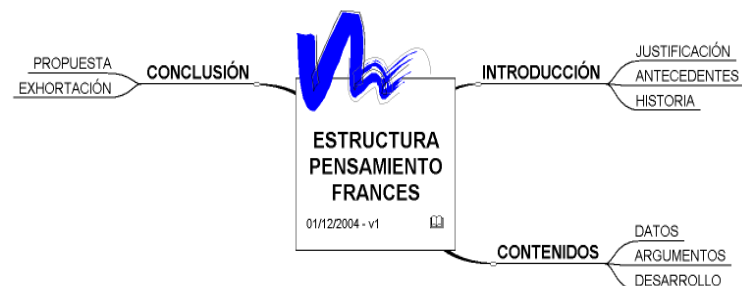 ESTRUCTURA
PENSAMIENTO
FRANCES
01/12/2004 - v1
INTRODUCCIÓN
JUSTIFICACIÓN
ANTECEDENTES
HISTORIA
CONTENIDOS
DATOS
ARGUMENTOS
DESARROLLO
CONCLUSIÓN
PROPUESTA
EXHORTACIÓN